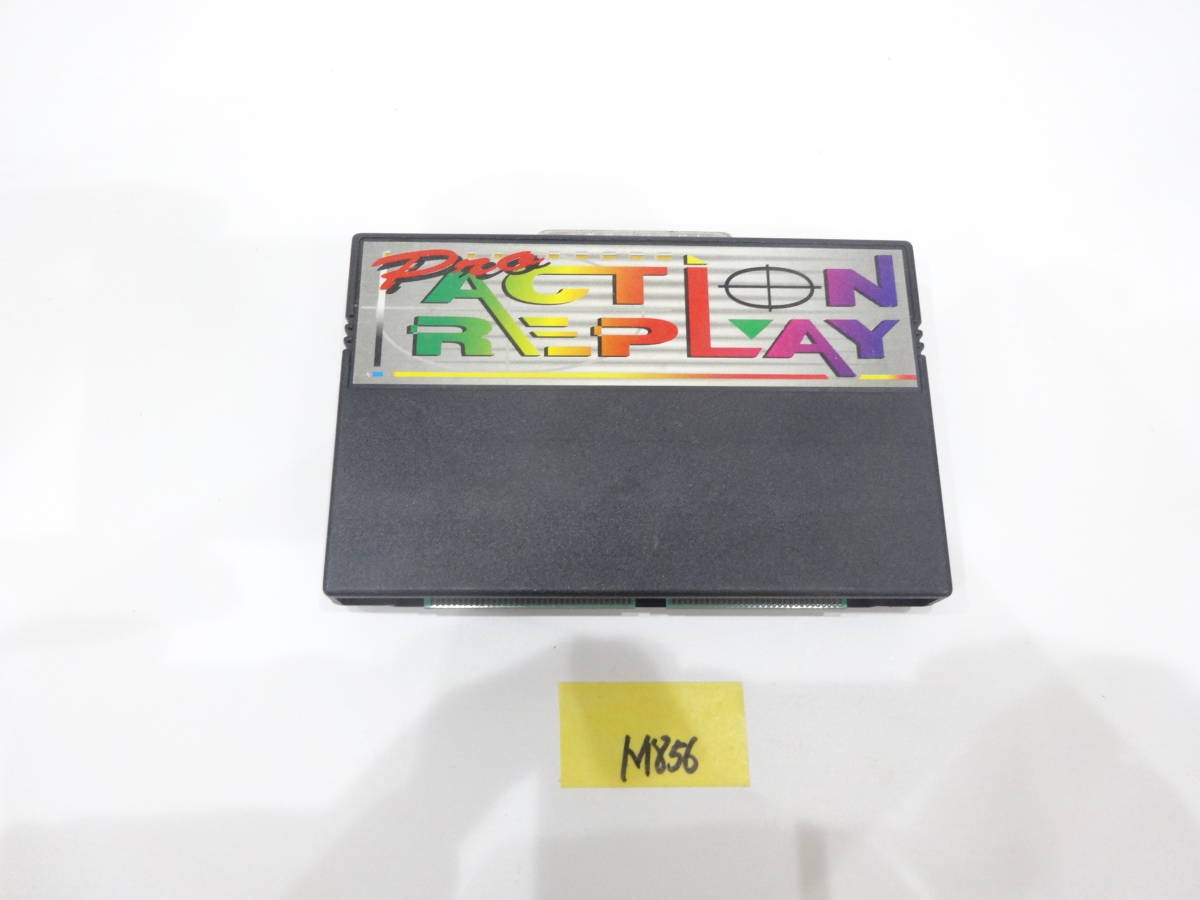 Pro
ACTION
REPLAY
M856